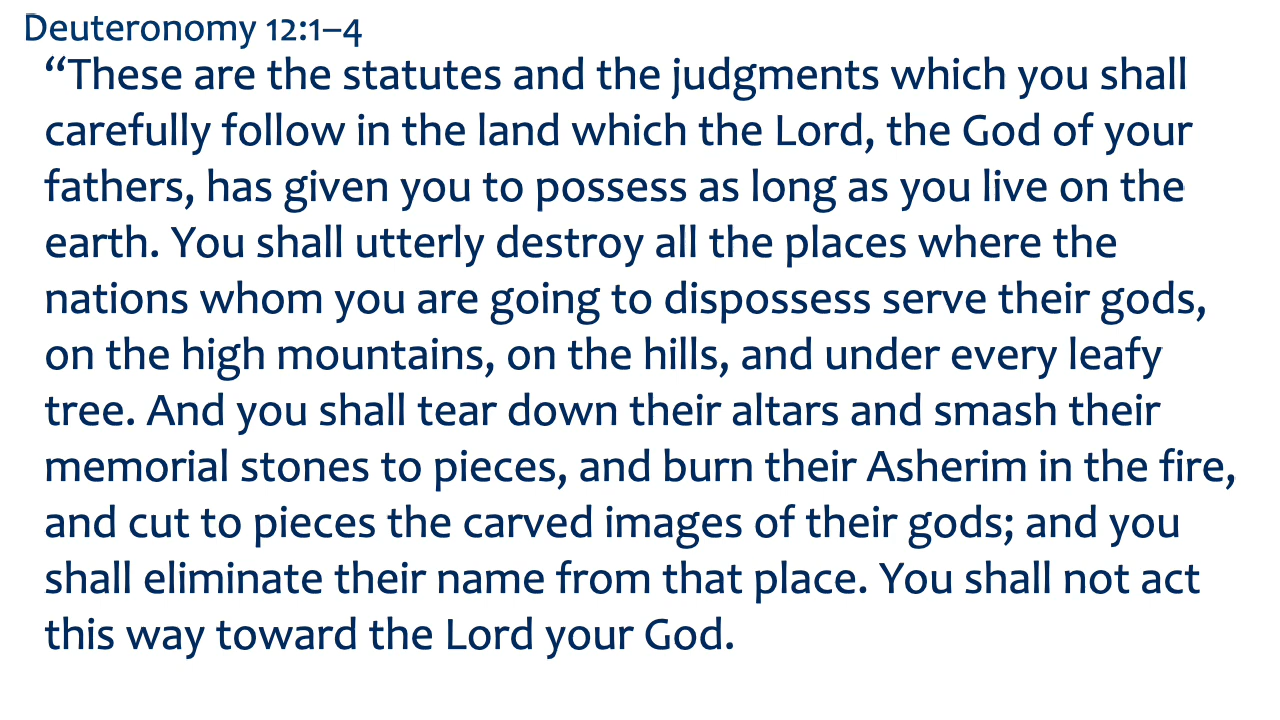 Deuteronomy 12:1–4
“These are the statutes and the judgments which you shall
carefully follow in the land which the Lord, the God of your
fathers, has given you to possess as long as you live on the
earth. You shall utterly destroy all the places where the
nations whom you are going to dispossess serve their gods,
on the high mountains, on the hills, and under every leafy
tree. And you shall tear down their altars and smash their
memorial stones to pieces, and burn their Asherim in the fire,
and cut to pieces the carved images of their gods; and you
shall eliminate their name from that place. You shall not act
this way toward the Lord your God.